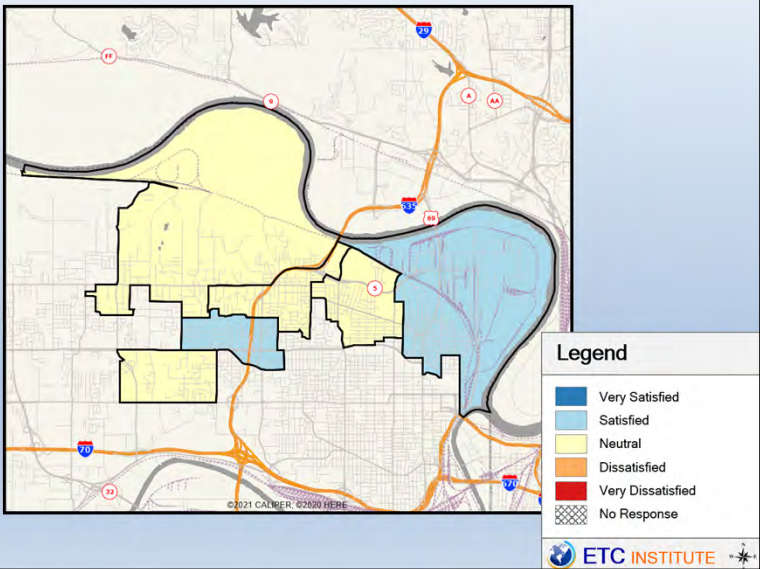 29
FF
9
A
AA
635
69
5
70
32
670
©2021 CALIPER; ©2020 HERE
Legend
Very Satisfied
Satisfied
Neutral
Dissatisfied
Very Dissatisfied
No Response
ETC INSTITUTE